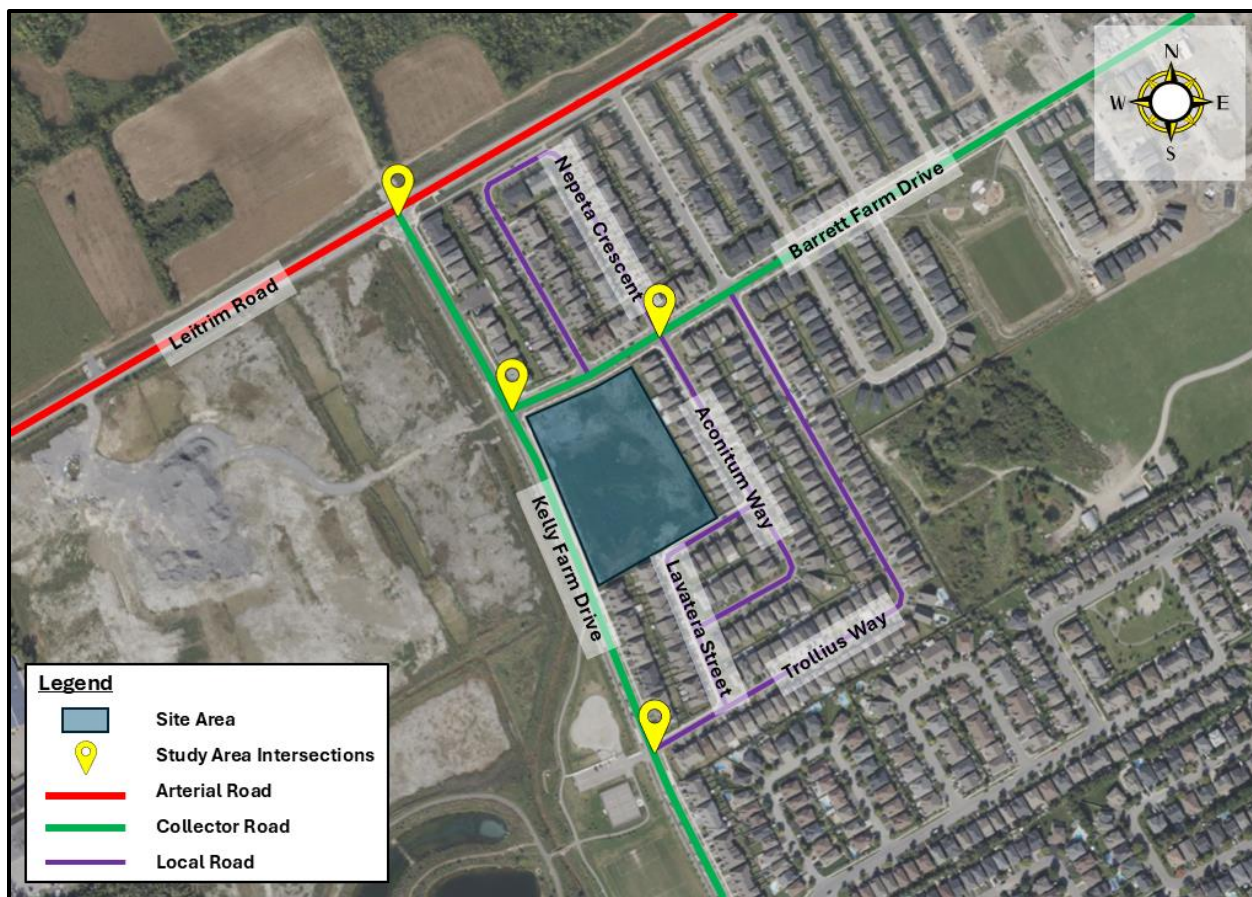 N
W
E
S
Nepeta Crescent
Barrett Farm Drive
Leitrim Road
Aconitum Way
Kelly Farm Drive
Lavatera Street
Trollius Way
Legend
Site Area
Study Area Intersections
Arterial Road
Collector Road
Local Road